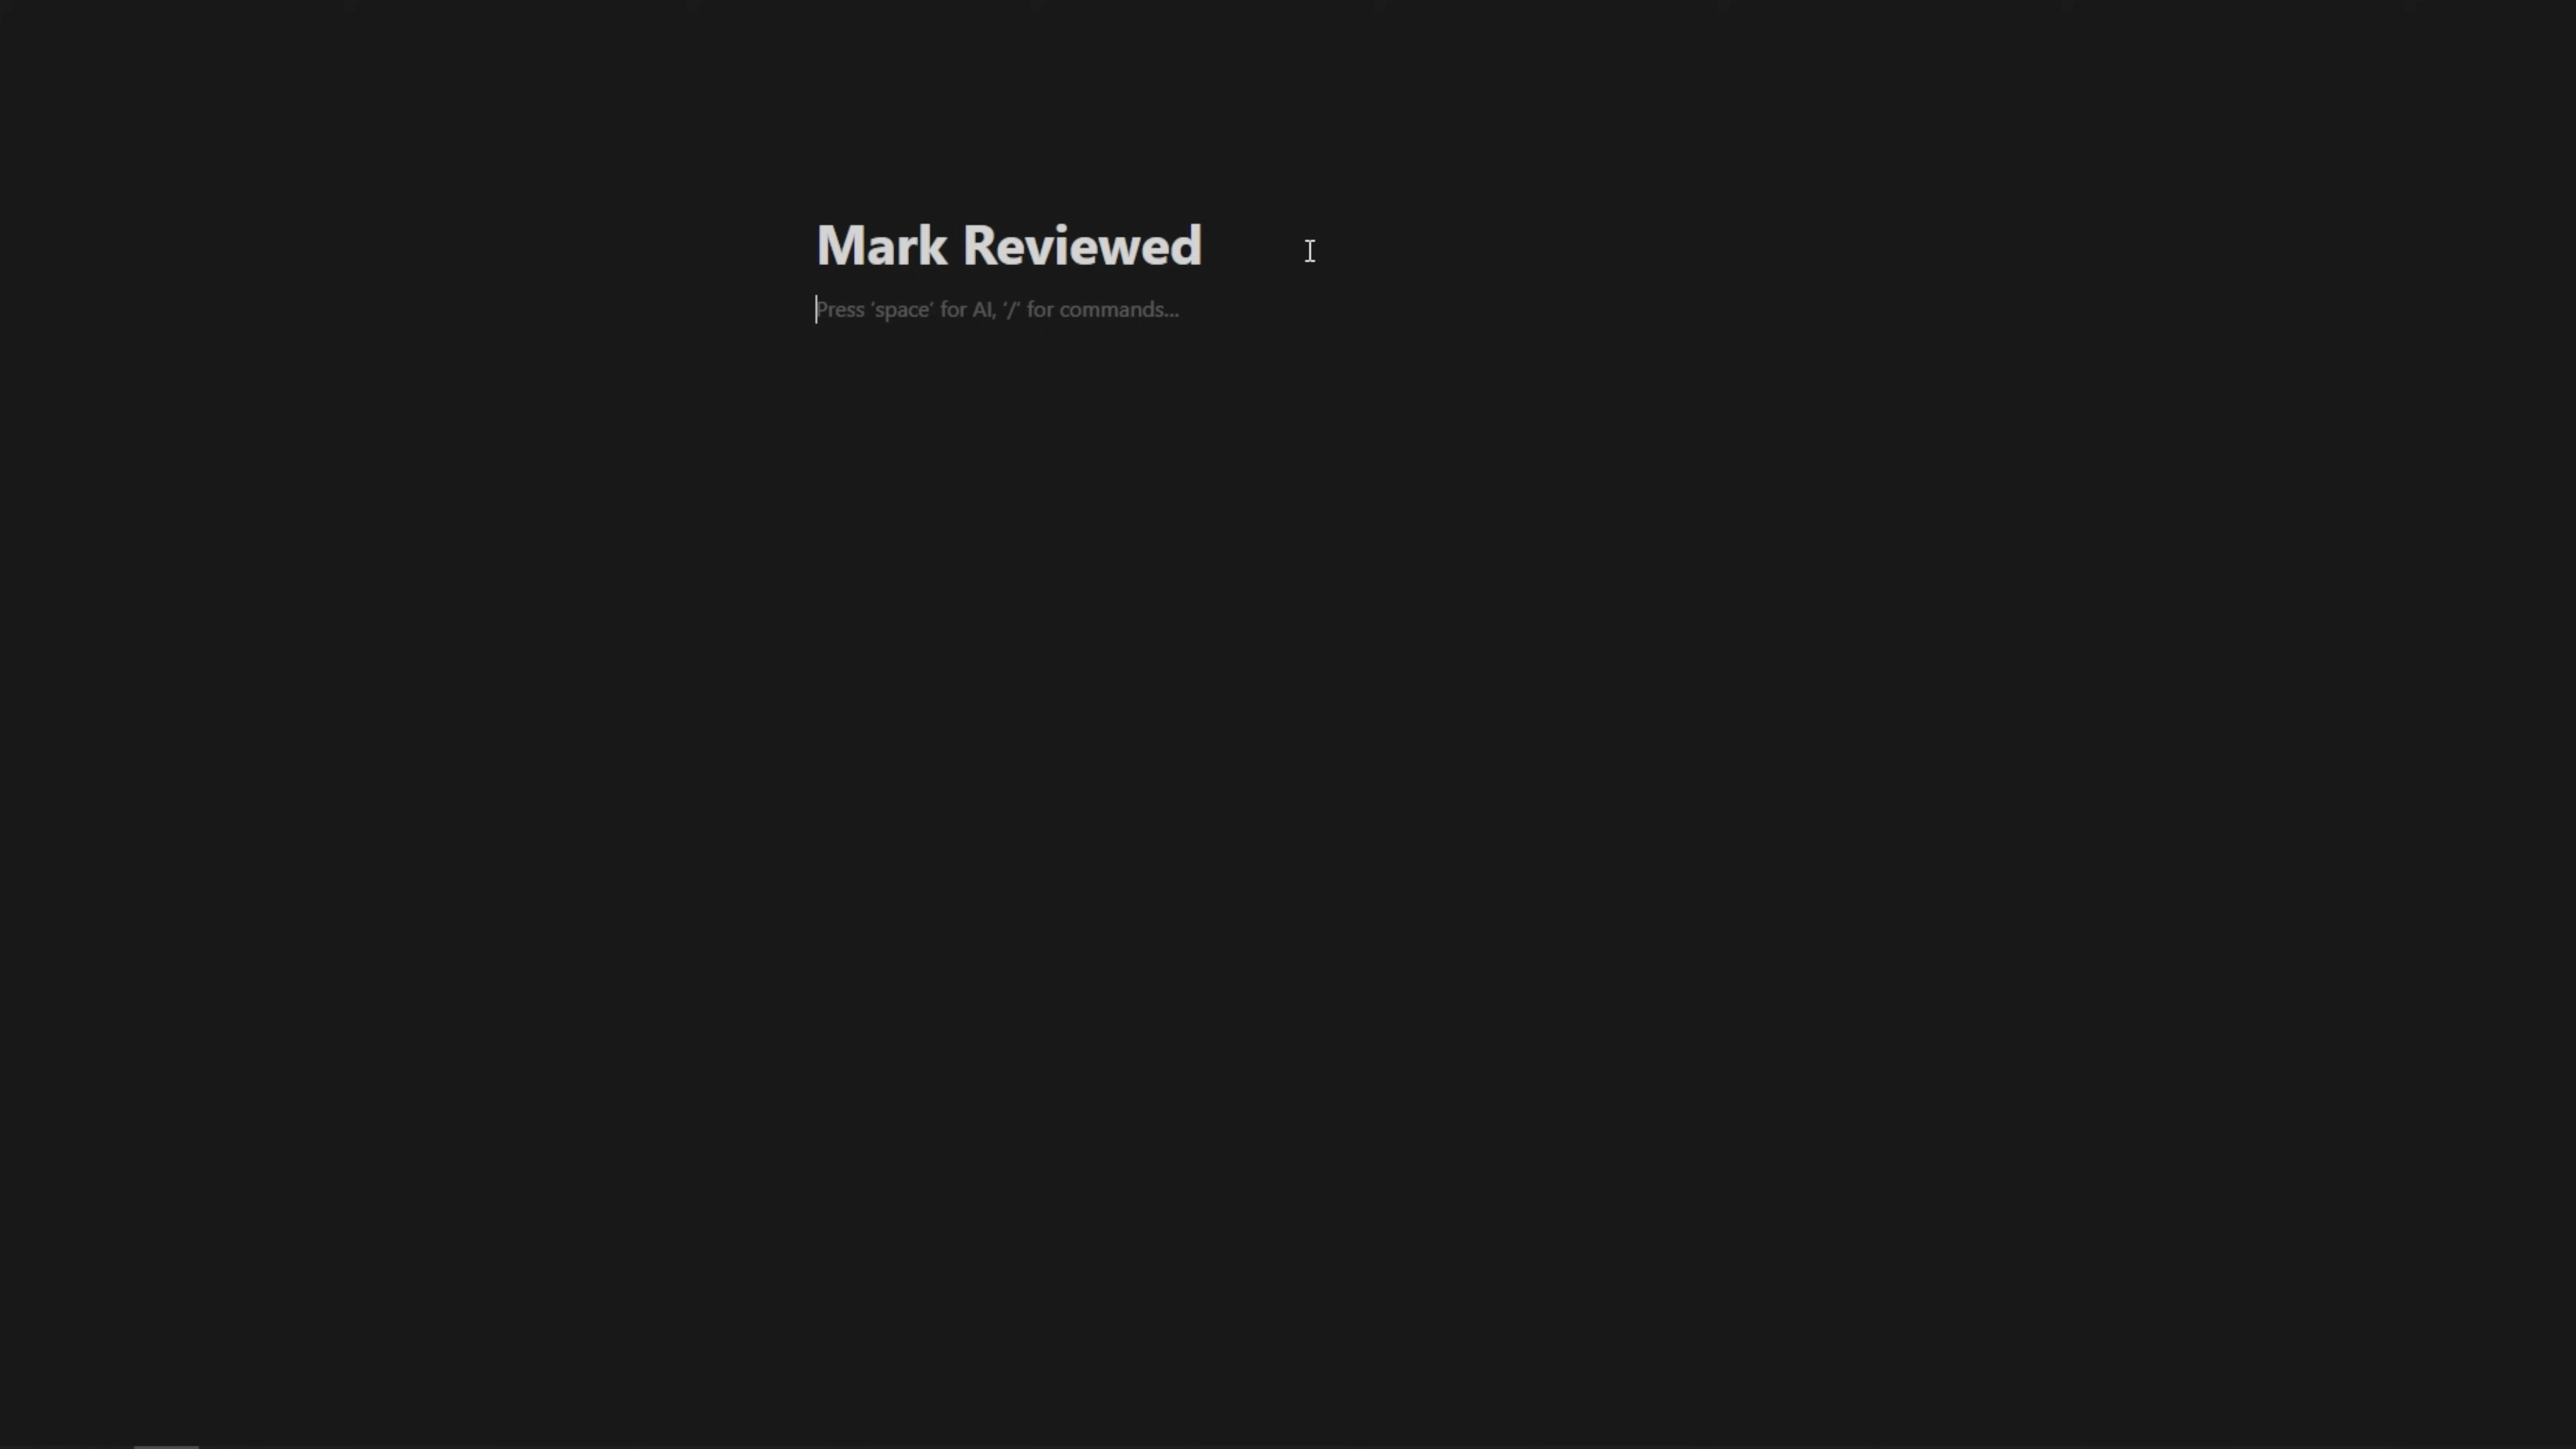 Mark Reviewed
Press ‘space’ for AI, ‘/’ for commands...